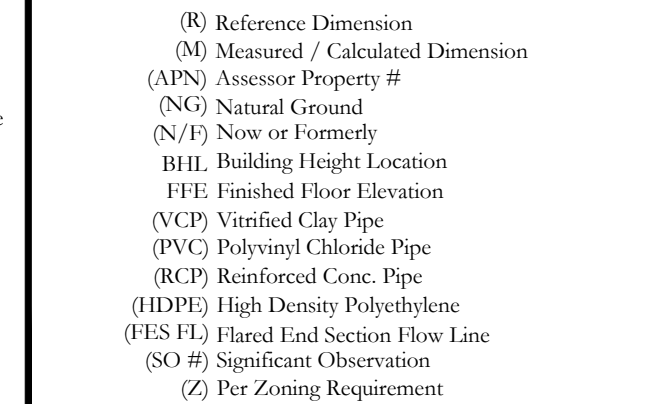 (R) Reference Dimension
(M) Measured / Calculated Dimension
(APN) Assessor Property #
(NG) Natural Ground
(N/F) Now or Formerly
BHL Building Height Location
FFE Finished Floor Elevation
(VCP) Vitrified Clay Pipe
(PVC) Polyvinyl Chloride Pipe
(RCP) Reinforced Conc. Pipe
(HDPE) High Density Polyethylene
(FES FL) Flared End Section Flow Line
(SO #) Significant Observation
(Z) Per Zoning Requirement